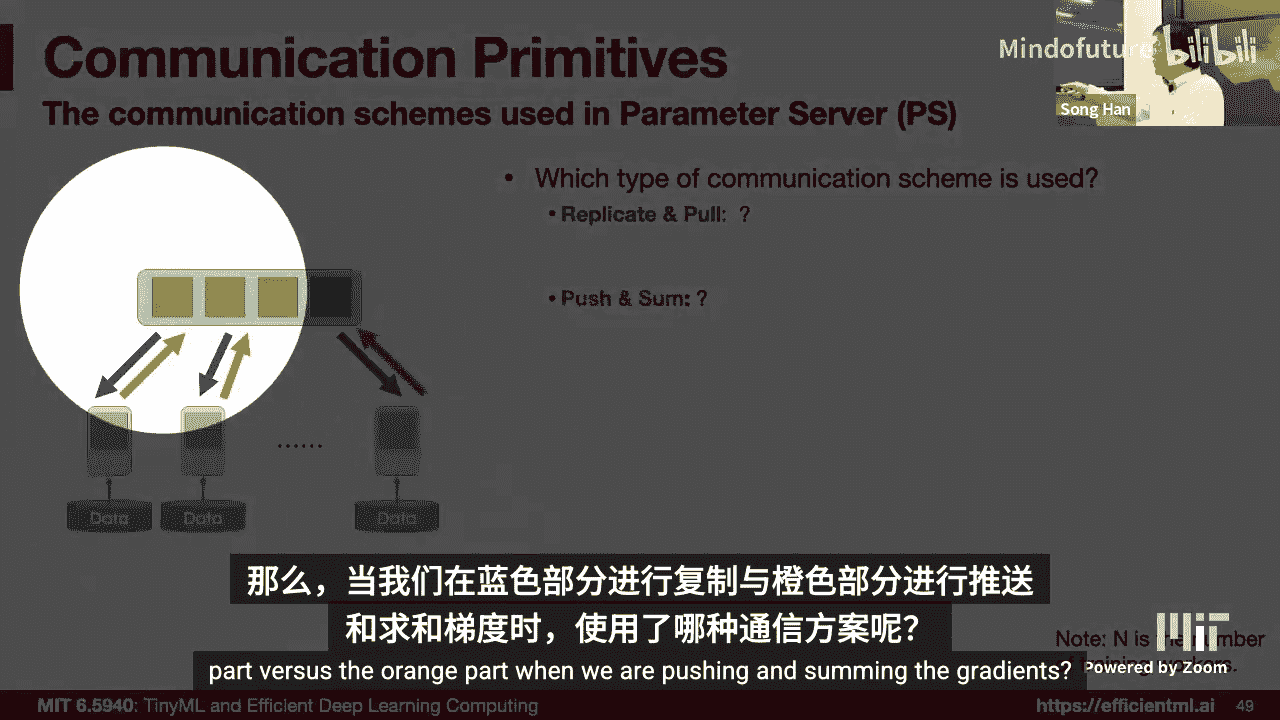 Communication Primitives
The communication schemes used in Parameter Server (PS)
Mindofuture bilibili
Song Han
• Which type of communication scheme is used?
• Replicate & Pull: ?
• Push & Sum: ?
......
Data Data Data
那么，当我们在蓝色部分进行复制与橙色部分进行推送
和求和梯度时，使用了哪种通信方案呢？
part versus the orange part when we are pushing and summing the gradients?
Note: N is the number
MIT
Powered by Zoom
MIT 6.5940: TinyML and Efficient Deep Learning Computing
https://efficientml.ai
49